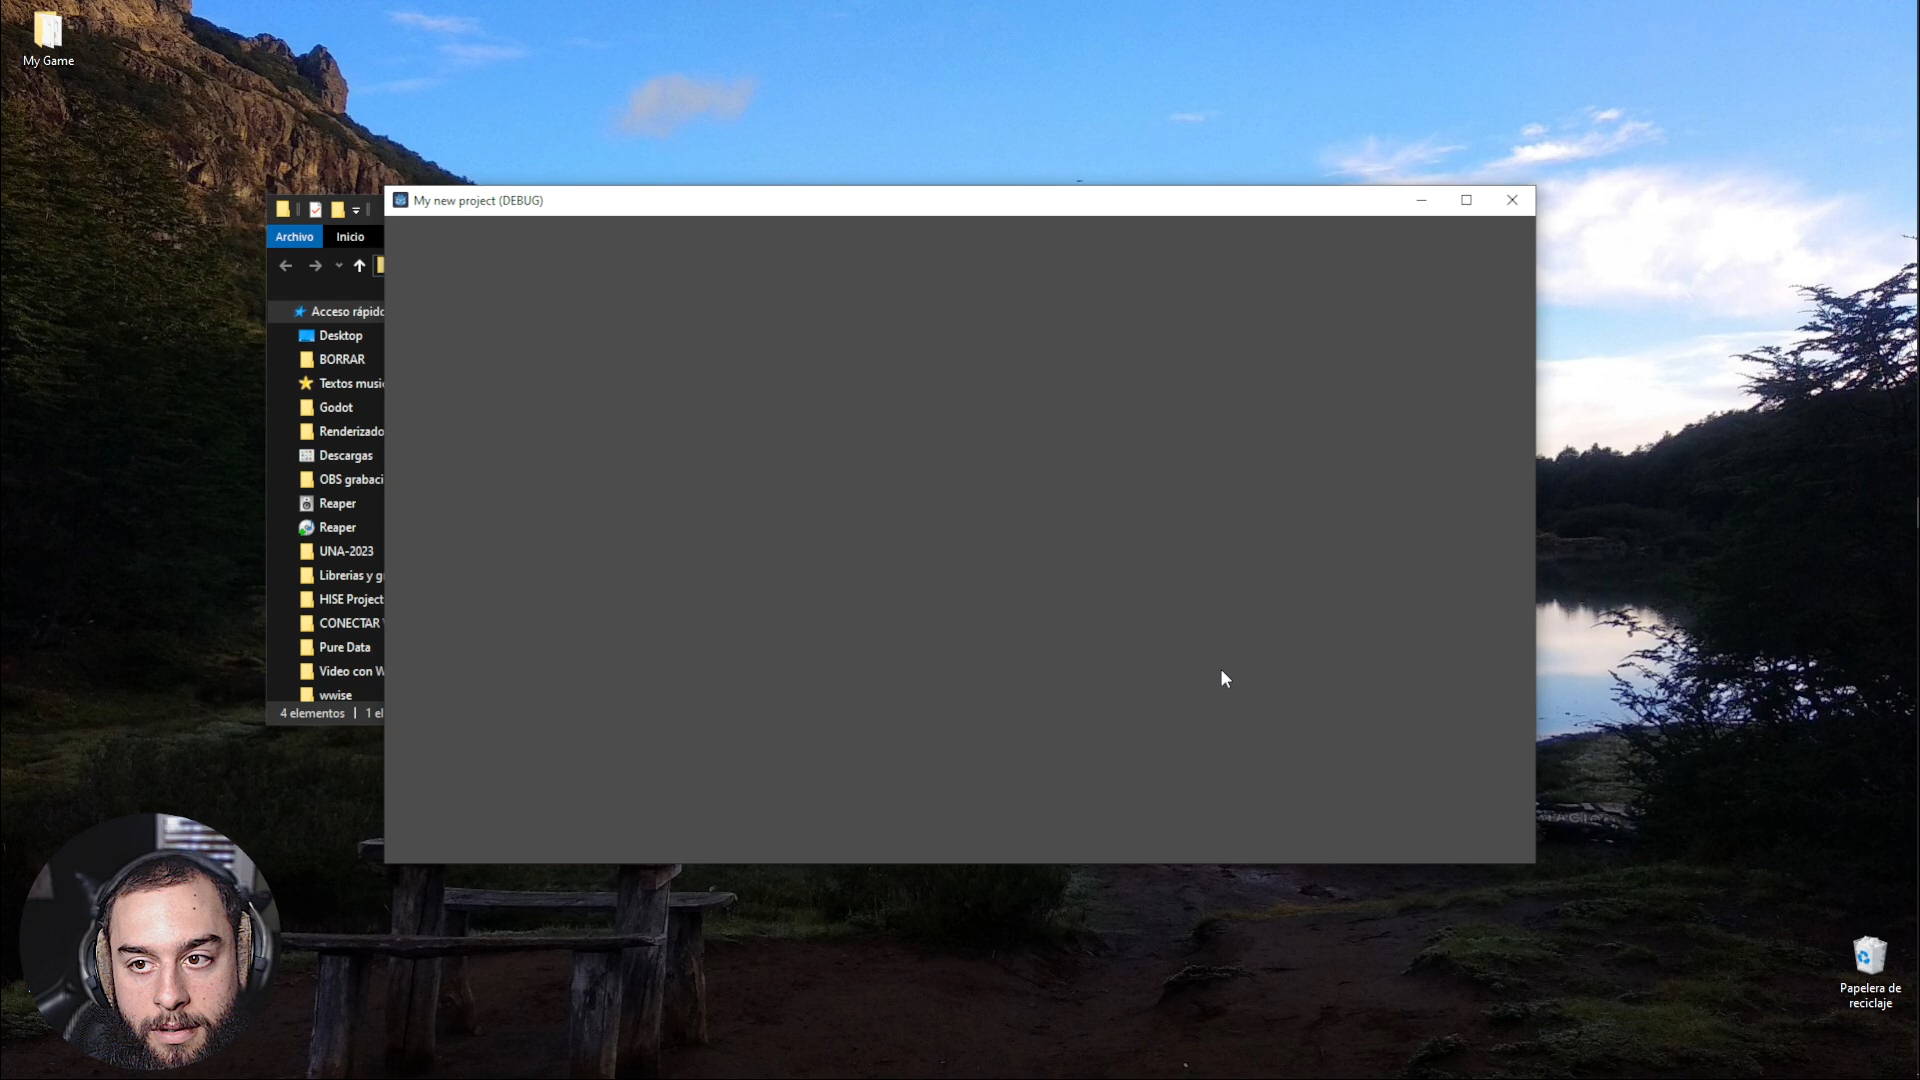 My Game
My new project (DEBUG)
Archivo
Inicio
Acceso rápido
Desktop
BORRAR
Textos musi
Godot
Renderizado
Descargas
OBS grabaci
Reaper
Reaper
UNA-2023
Librerias y g
HISE Project
CONECTAR
Pure Data
Video con W
wwise
4 elementos
1 el
Papelera de
reciclaje